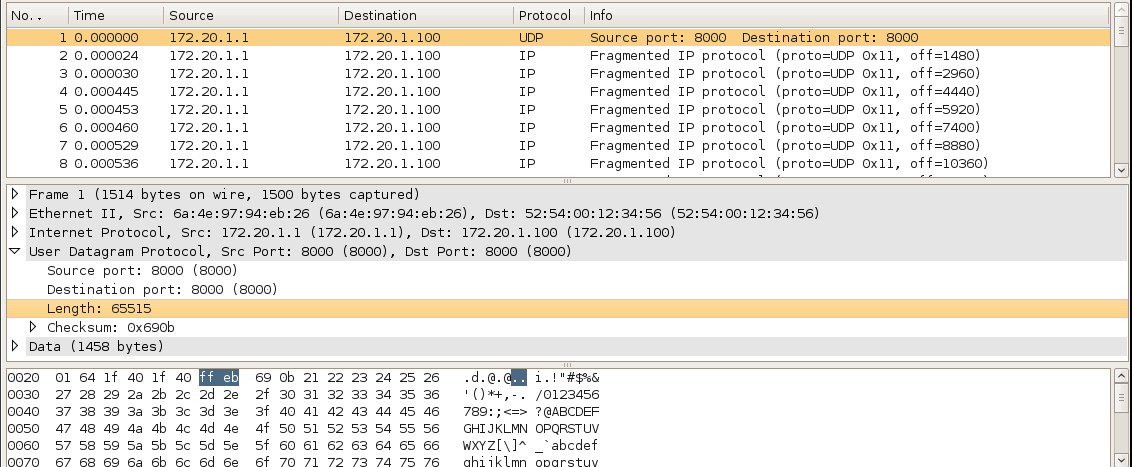 No. . Time Source Destination Protocol Info
1 0.000000 172.20.1.1 172.20.1.100 UDP Source port: 8000 Destination port: 8000
2 0.000024 172.20.1.1 172.20.1.100 IP Fragmented IP protocol (proto=UDP 0x11, off=1480)
3 0.000030 172.20.1.1 172.20.1.100 IP Fragmented IP protocol (proto=UDP 0x11, off=2960)
4 0.000445 172.20.1.1 172.20.1.100 IP Fragmented IP protocol (proto=UDP 0x11, off=4440)
5 0.000453 172.20.1.1 172.20.1.100 IP Fragmented IP protocol (proto=UDP 0x11, off=5920)
6 0.000460 172.20.1.1 172.20.1.100 IP Fragmented IP protocol (proto=UDP 0x11, off=7400)
7 0.000529 172.20.1.1 172.20.1.100 IP Fragmented IP protocol (proto=UDP 0x11, off=8880)
8 0.000536 172.20.1.1 172.20.1.100 IP Fragmented IP protocol (proto=UDP 0x11, off=10360)
Frame 1 (1514 bytes on wire, 1500 bytes captured)
Ethernet II, Src: 6a:4e:97:94:eb:26 (6a:4e:97:94:eb:26), Dst: 52:54:00:12:34:56 (52:54:00:12:34:56)
Internet Protocol, Src: 172.20.1.1 (172.20.1.1), Dst: 172.20.1.100 (172.20.1.100)
User Datagram Protocol, Src Port: 8000 (8000), Dst Port: 8000 (8000)
Source port: 8000 (8000)
Destination port: 8000 (8000)
Length: 65515
Checksum: 0x690b
Data (1458 bytes)
0020 01 64 1f 40 1f 40 ff eb 69 0b 21 22 23 24 25 26 .d.@.@.. i.!"#$%&
0030 27 28 29 2a 2b 2c 2d 2e 2f 30 31 32 33 34 35 36 '()*+,-. /0123456
0040 37 38 39 3a 3b 3c 3d 3e 3f 40 41 42 43 44 45 46 789:;<=> ?@ABCDEF
0050 47 48 49 4a 4b 4c 4d 4e 4f 50 51 52 53 54 55 56 GHIJKLMN OPQRSTUV
0060 57 58 59 5a 5b 5c 5d 5e 5f 60 61 62 63 64 65 66 WXYZ[\]^ _`abcdef
0070 67 68 69 6a 6b 6c 6d 6e 6f 70 71 72 73 74 75 76 ghijklmn opqrstuv